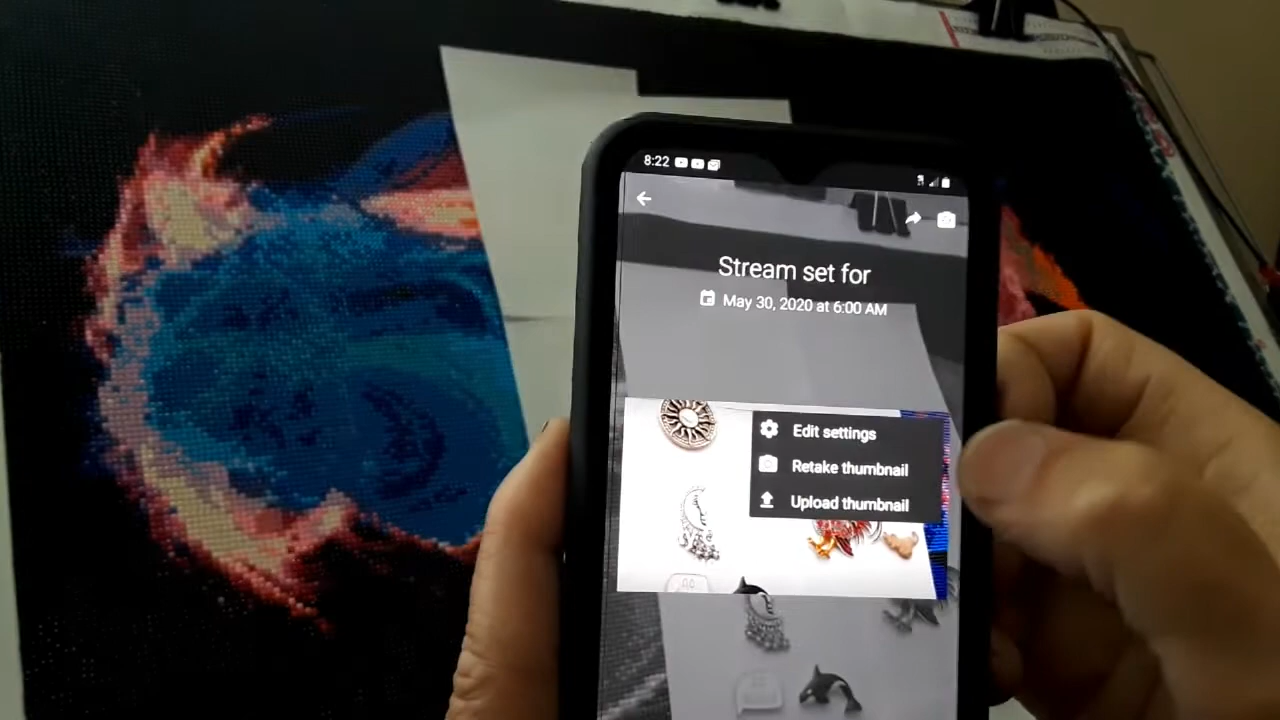 8:22
Stream set for
May 30, 2020 at 6:00 AM
Edit settings
Retake thumbnail
Upload thumbnail